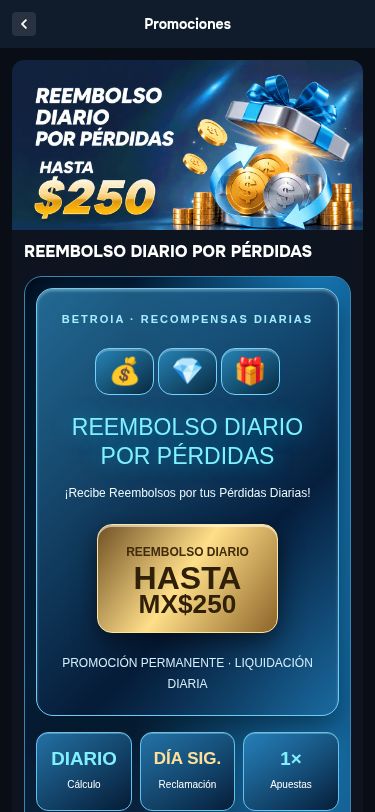 Promociones
REEMBOLSO
DIARIO
POR PÉRDIDAS
HASTA
$250
REEMBOLSO DIARIO POR PÉRDIDAS
BETROIA · RECOMPENSAS DIARIAS
REEMBOLSO DIARIO
POR PÉRDIDAS
¡Recibe Reembolsos por tus Pérdidas Diarias!
REEMBOLSO DIARIO
HASTA
MX$250
PROMOCIÓN PERMANENTE · LIQUIDACIÓN
DIARIA
DIARIO
Cálculo
DÍA SIG.
Reclamación
1×
Apuestas